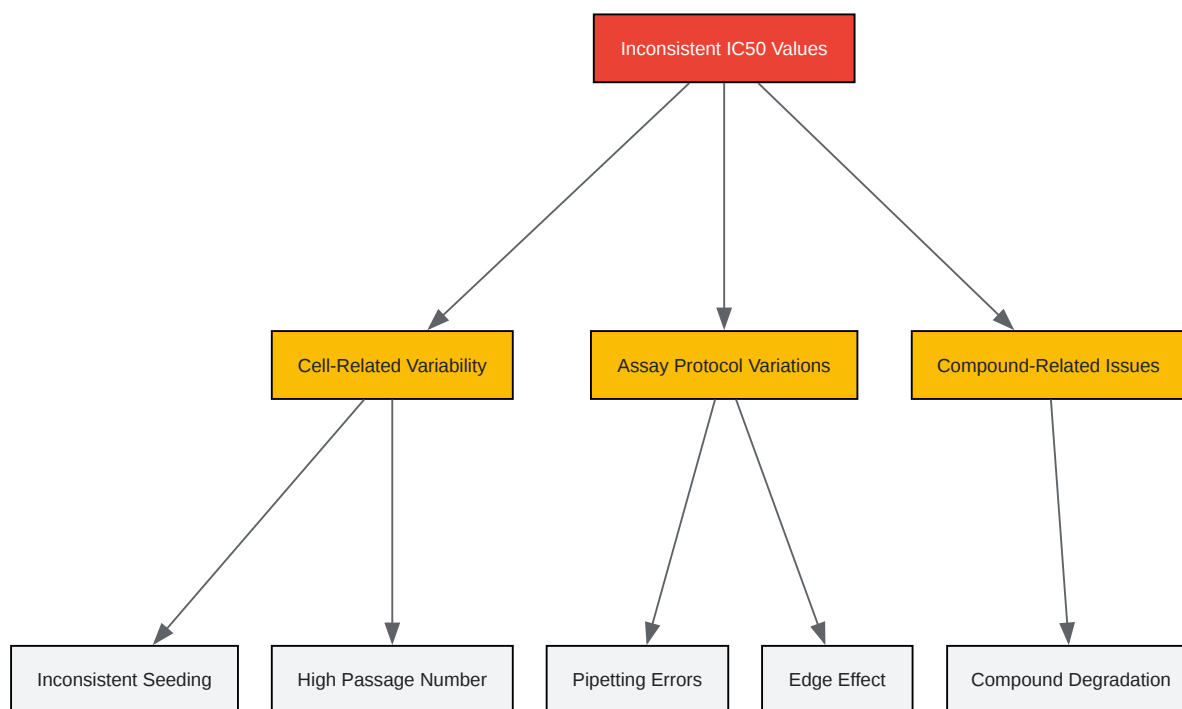 Inconsistent IC50 Values
Cell-Related Variability
Assay Protocol Variations
Compound-Related Issues
Inconsistent Seeding
High Passage Number
Pipetting Errors
Edge Effect
Compound Degradation